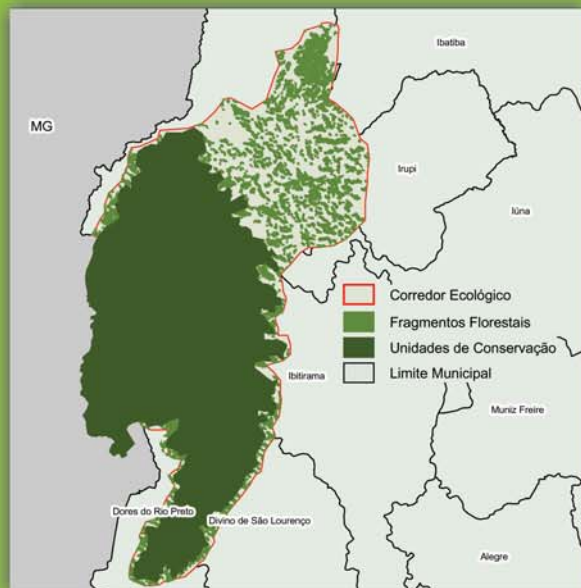 Ibatiba
MG
Irupi
Iúna
Corredor Ecológico
Fragmentos Florestais
Unidades de Conservação
Limite Municipal
Ibitirama
Muniz Freire
Dores do Rio Preto
Divino de São Lourenço
Alegre